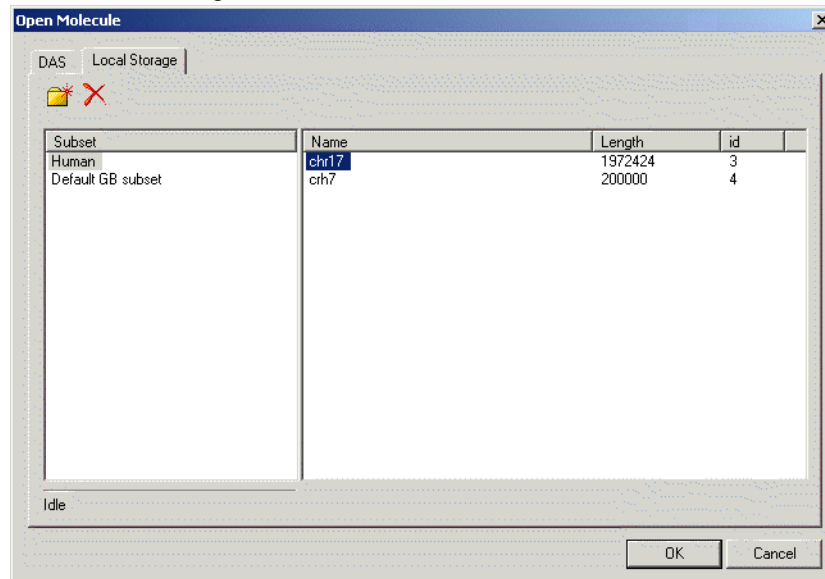 Open Molecule
DAS Local Storage
Subset Name Length id
Human chr17 1972424 3
Default GB subset crh7 200000 4
Idle
OK Cancel